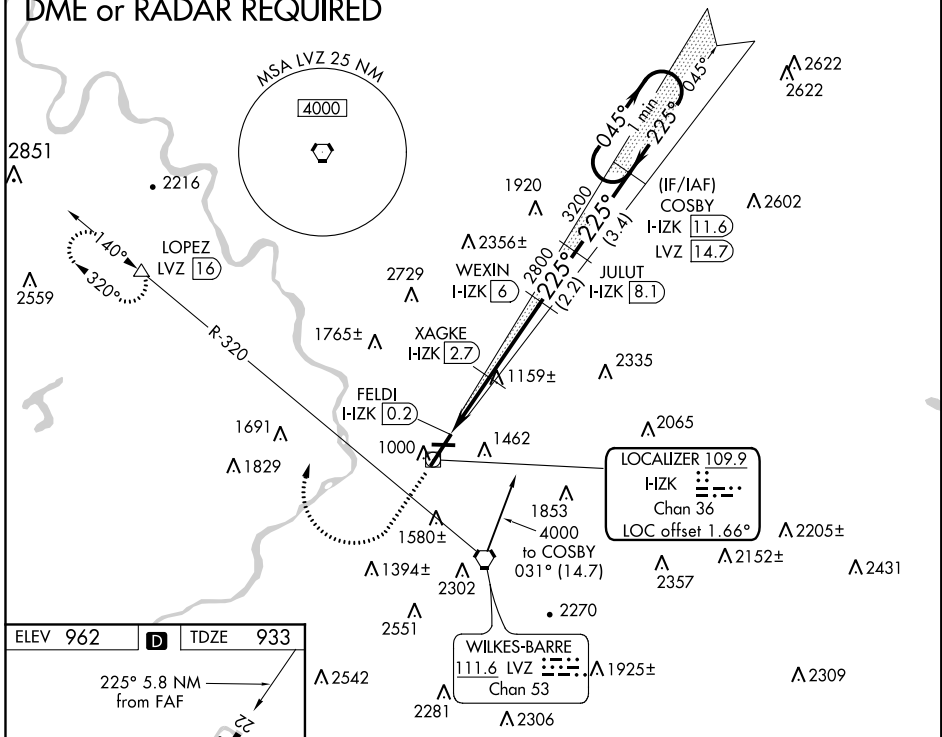 DME or RADAR REQUIRED
MSA LVZ 25 NM
4000
2622
2622
045°
045°
1 min
225°
2851
2216
1920
3200
225°
(3.4)
(IF/IAF)
COSBY
I-IZK 11.6
LVZ 14.7
2602
140°
320°
LOPEZ
LVZ 16
2356±
WEXIN
I-IZK 6
2800
225°
(2.2)
JULUT
I-IZK 8.1
2559
2729
R-320
1765±
XAGKE
I-IZK 2.7
1159±
2335
FELDI
I-IZK 0.2
1691
1829
1000
1462
2065
LOCALIZER 109.9
I-IZK
Chan 36
LOC offset 1.66°
1853
4000
to COSBY
031° (14.7)
1580±
1394±
2302
2357
2152±
2205±
2431
2551
2270
ELEV 962 D TDZE 933
225° 5.8 NM
from FAF
22
2542
WILKES-BARRE
111.6 LVZ
Chan 53
1925±
2309
2281
2306